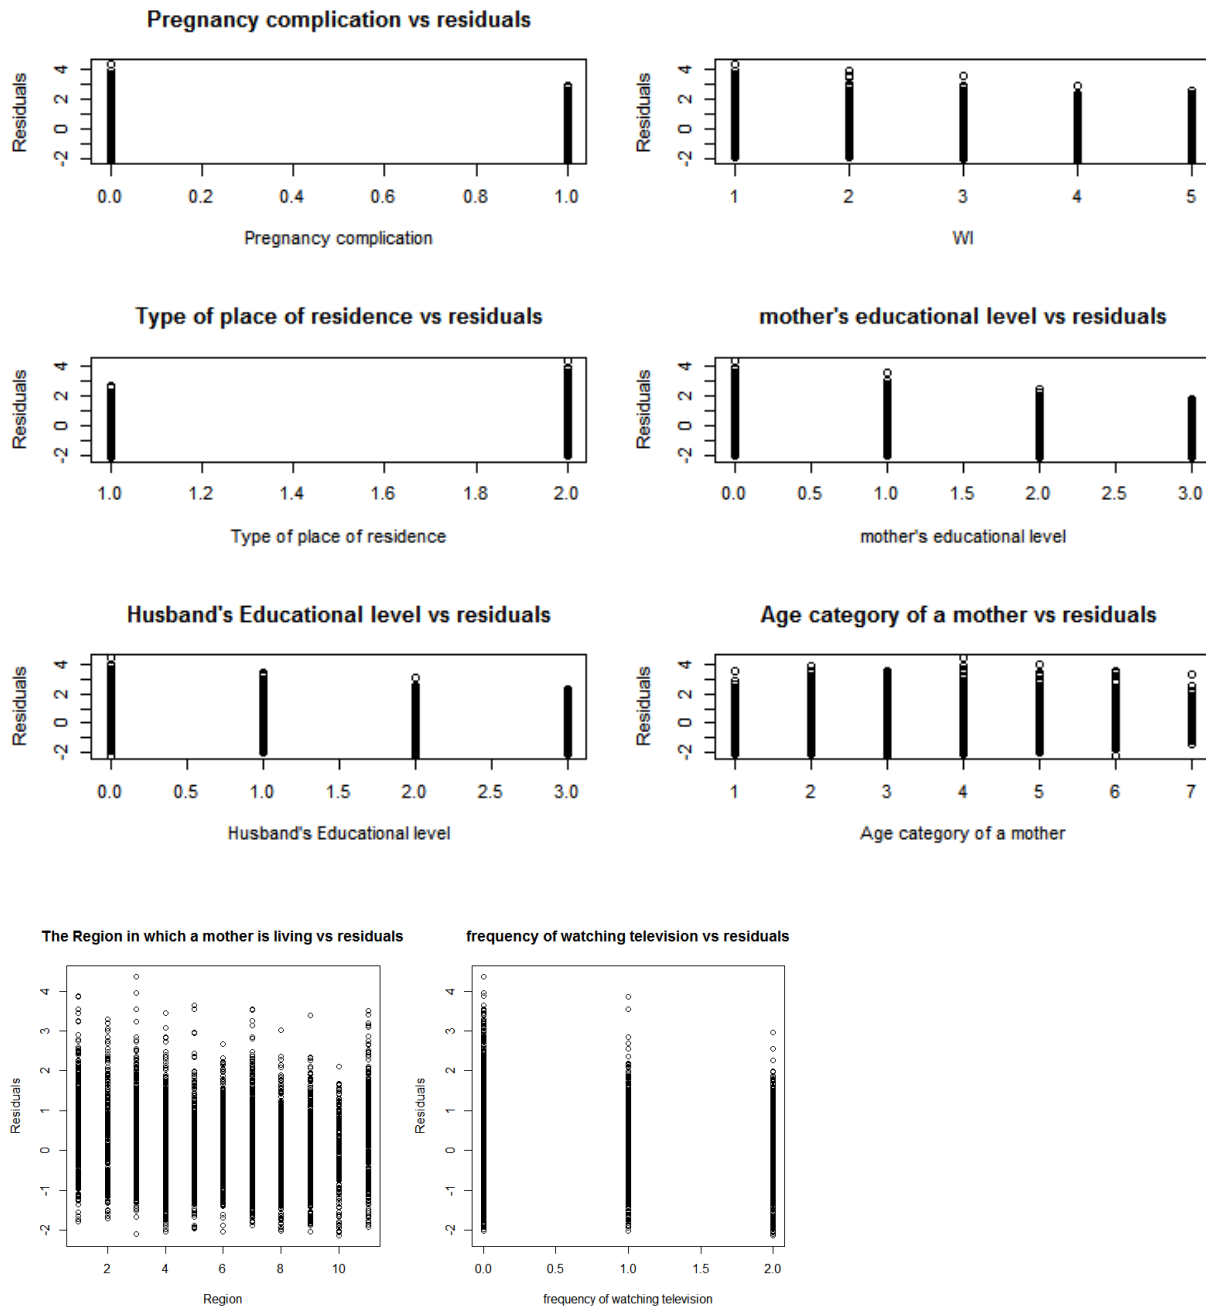 Pregnancy complication vs residuals
Residuals
4
2
0
-2
0.0 0.2 0.4 0.6 0.8 1.0
Pregnancy complication
Residuals
4
2
0
-2
1 2 3 4 5
WI
Type of place of residence vs residuals
Residuals
4
2
0
-2
1.0 1.2 1.4 1.6 1.8 2.0
Type of place of residence
mother's educational level vs residuals
Residuals
4
2
0
-2
0.0 0.5 1.0 1.5 2.0 2.5 3.0
mother's educational level
Husband's Educational level vs residuals
Residuals
4
2
0
-2
0.0 0.5 1.0 1.5 2.0 2.5 3.0
Husband's Educational level
Age category of a mother vs residuals
Residuals
4
2
0
-2
1 2 3 4 5 6 7
Age category of a mother
The Region in which a mother is living vs residuals
Residuals
4
3
2
1
0
-1
-2
2 4 6 8 10
Region
frequency of watching television vs residuals
Residuals
4
3
2
1
0
-1
-2
0.0 0.5 1.0 1.5 2.0
frequency of watching television